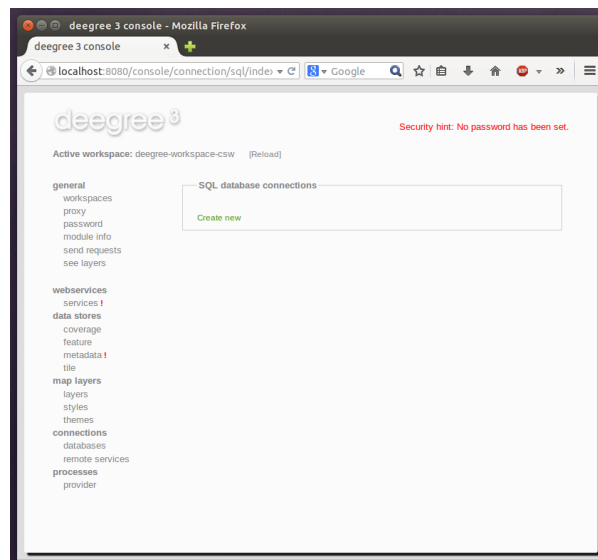 deegree 3 console - Mozilla Firefox
deegree 3 console ×
localhost:8080/console/connection/sql/inde
Google
ABP
deegree 3
Security hint: No password has been set.
Active workspace: deegree-workspace-csw [Reload]
general
workspaces
proxy
password
module info
send requests
see layers
webservices
services !
data stores
coverage
feature
metadata !
tile
map layers
layers
styles
themes
connections
databases
remote services
processes
provider
SQL database connections
Create new